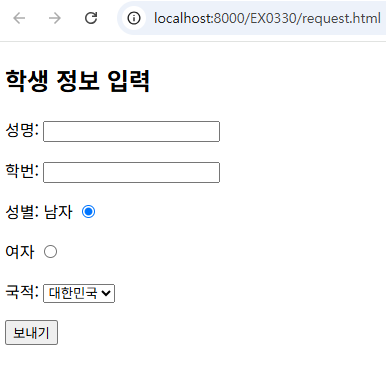 localhost:8000/EX0330/request.html
학생 정보 입력
성명:
학번:
성별: 남자
여자
국적: 대한민국
보내기